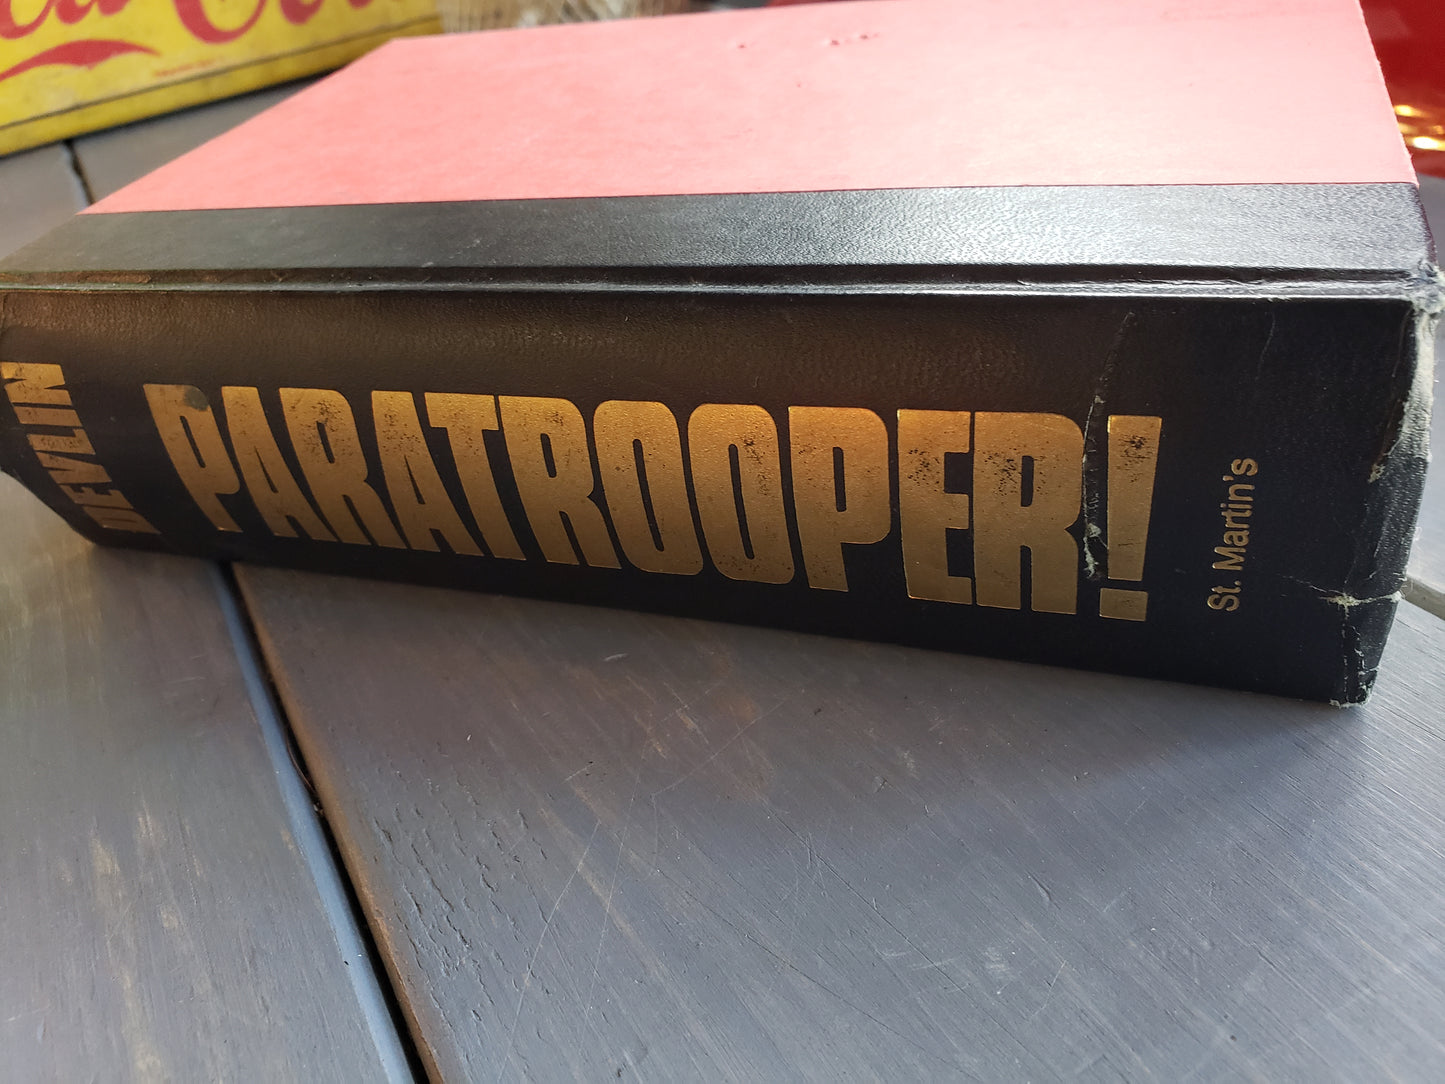 DEVLIN
PARATROOPER!
St. Martin's